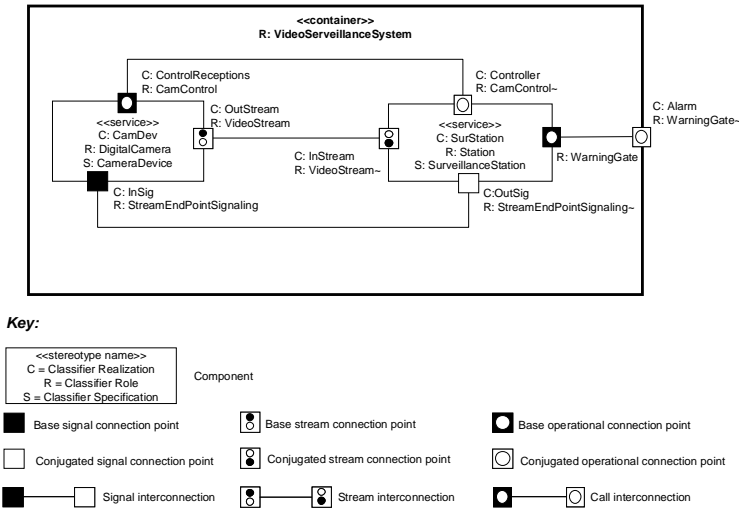 <<container>>
R: VideoServeillanceSystem
C: ControlReceptions
R: CamControl
C: Controller
R: CamControl~
C: OutStream
R: VideoStream
<<service>>
C: CamDev
R: DigitalCamera
S: CameraDevice
C: InStream
R: VideoStream~
<<service>>
C: SurStation
R: Station
S: SurveillanceStation
R: WarningGate
C: Alarm
R: WarningGate~
C: InSig
R: StreamEndPointSignaling
C:OutSig
R: StreamEndPointSignaling~
Key:
<<stereotype name>>
C = Classifier Realization
R = Classifier Role
S = Classifier Specification
Component
Base signal connection point
Base stream connection point
Base operational connection point
Conjugated signal connection point
Conjugated stream connection point
Conjugated operational connection point
Signal interconnection
Stream interconnection
Call interconnection